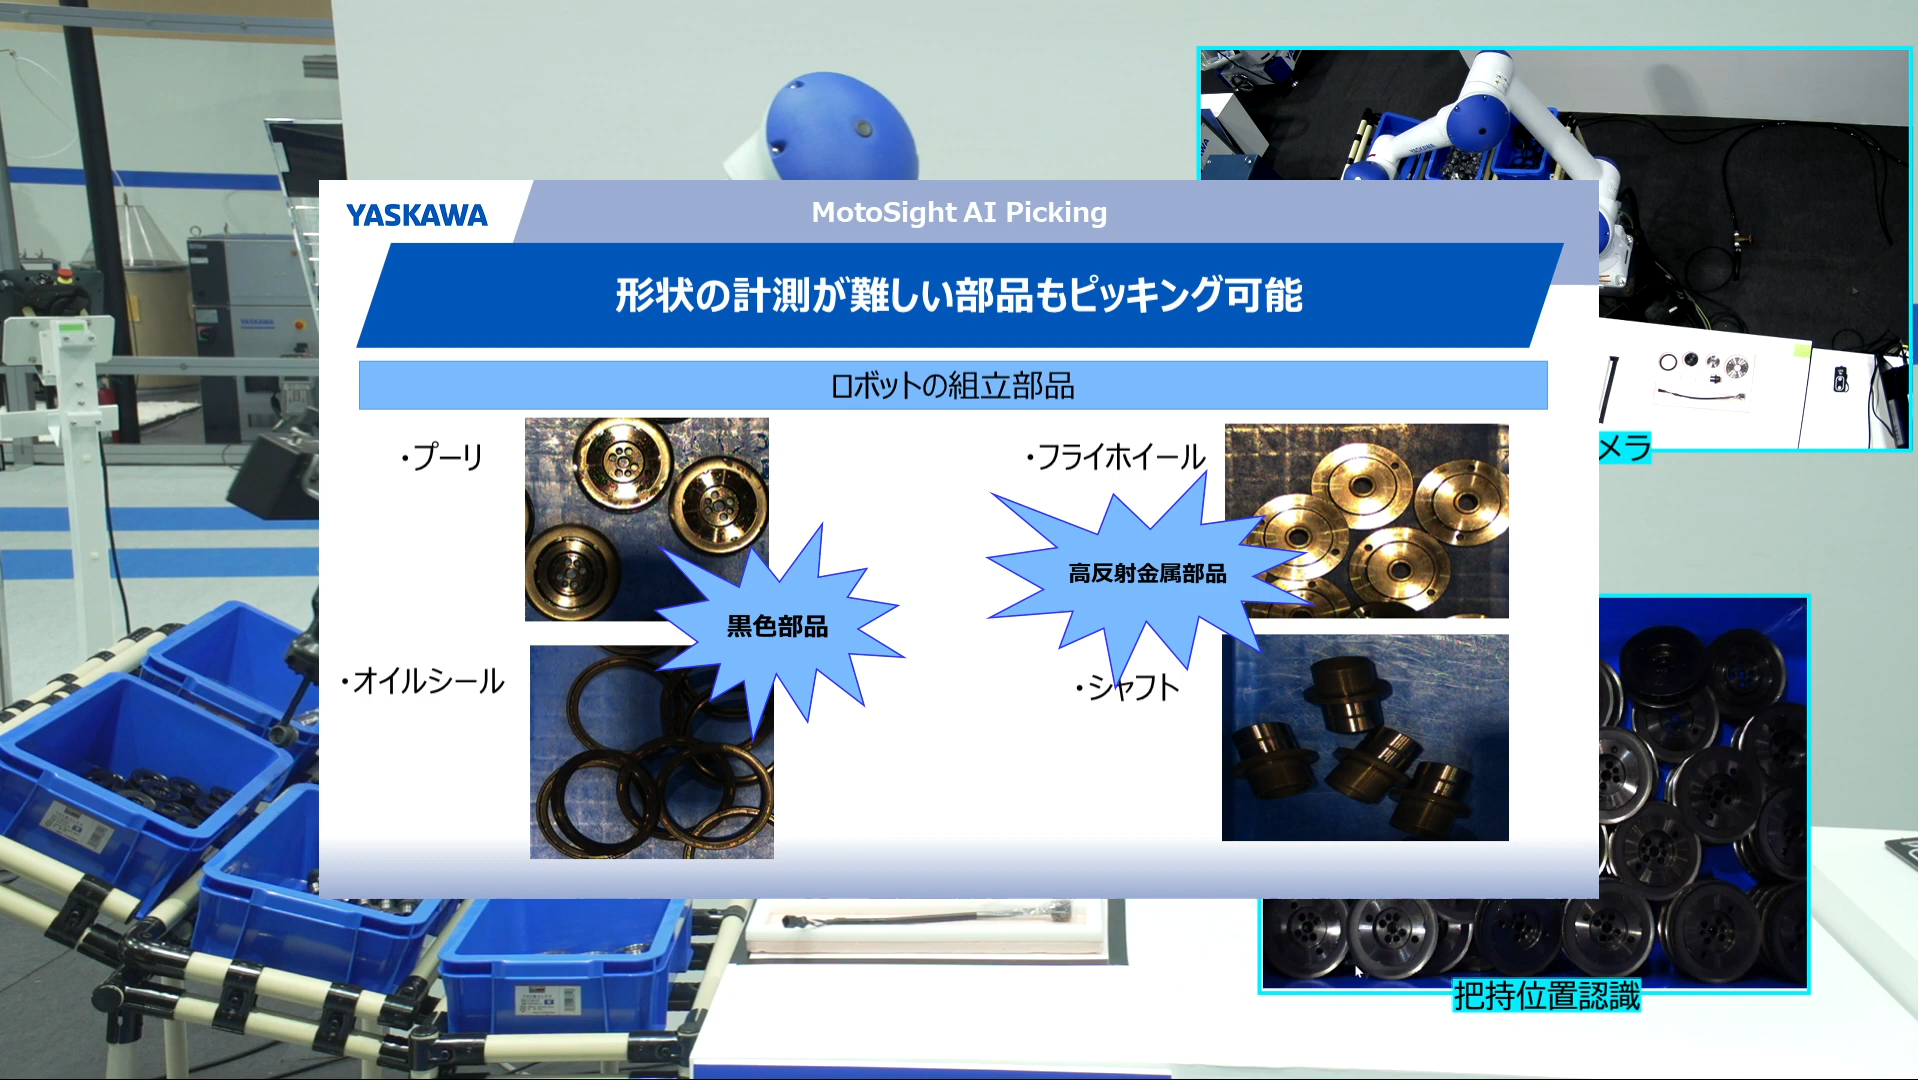 YASKAWA
MotoSight AI Picking
形状の計測が難しい部品もピッキング可能
ロボットの組立部品
・プーリ
・フライホイール
高反射金属部品
黒色部品
・オイルシール
・シャフト
メラ
把持位置認識
YASKAWA
YASKAWA